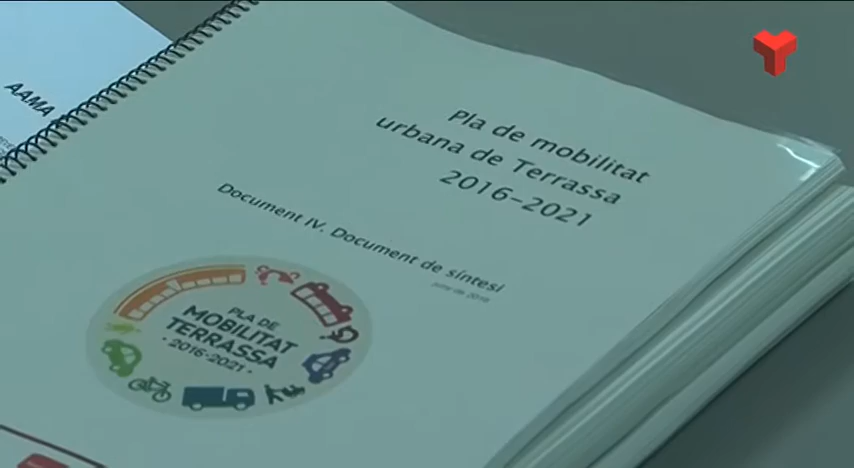 AAMA
Pla de mobilitat
urbana de Terrassa
2016-2021
Document IV. Document de síntesi
PLA DE
MOBILITAT
TERRASSA
· 2016-2021 ·